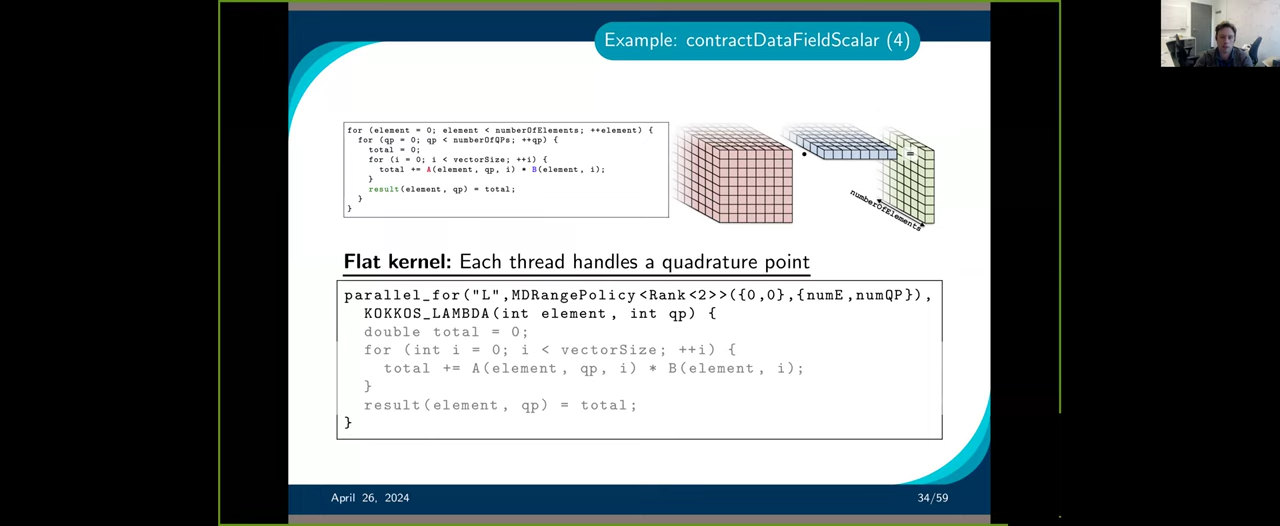 Example: contractDataFieldScalar (4)
for (element = 0; element < numberOfElements; ++element) {
for (qp = 0; qp < numberOfQPs; ++qp) {
total = 0;
for (i = 0; i < vectorSize; ++i) {
total += A(element, qp, i) * B(element, i);
}
result(element, qp) = total;
}
}
=
numberOfElements
Flat kernel: Each thread handles a quadrature point
parallel_for("L",MDRangePolicy<Rank<2>>({0,0},{numE,numQP}),
KOKKOS_LAMBDA(int element, int qp) {
double total = 0;
for (int i = 0; i < vectorSize; ++i) {
total += A(element, qp, i) * B(element, i);
}
result(element, qp) = total;
}
April 26, 2024
34/59